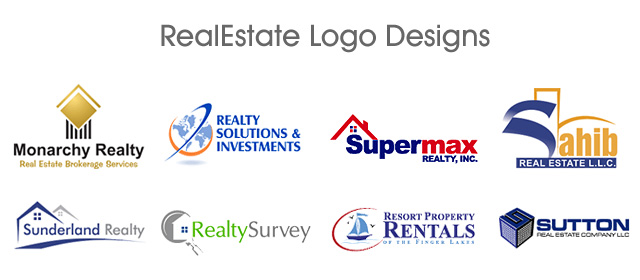 RealEstate Logo Designs
Monarchy Realty
Real Estate Brokerage Services
REALTY
SOLUTIONS &
INVESTMENTS
Supermax
REALTY, INC.
Sahib
REAL ESTATE L.L.C.
Sunderland Realty
RealtySurvey
RESORT PROPERTY
RENTALS
OF THE FINGER LAKES
SUTTON
REAL ESTATE COMPANY LLC